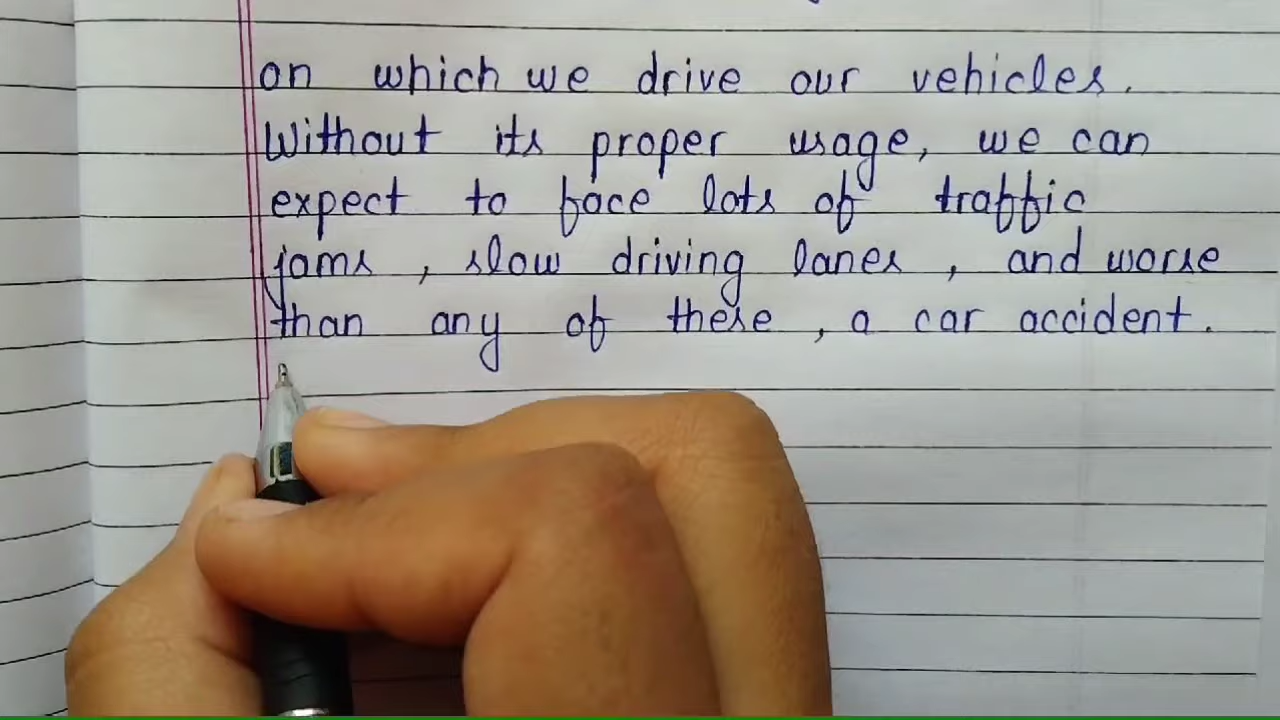 on which we drive our vehicles.
Without its proper usage, we can
expect to face lots of traffic
jams, slow driving lanes, and worse
than any of these, a car accident.